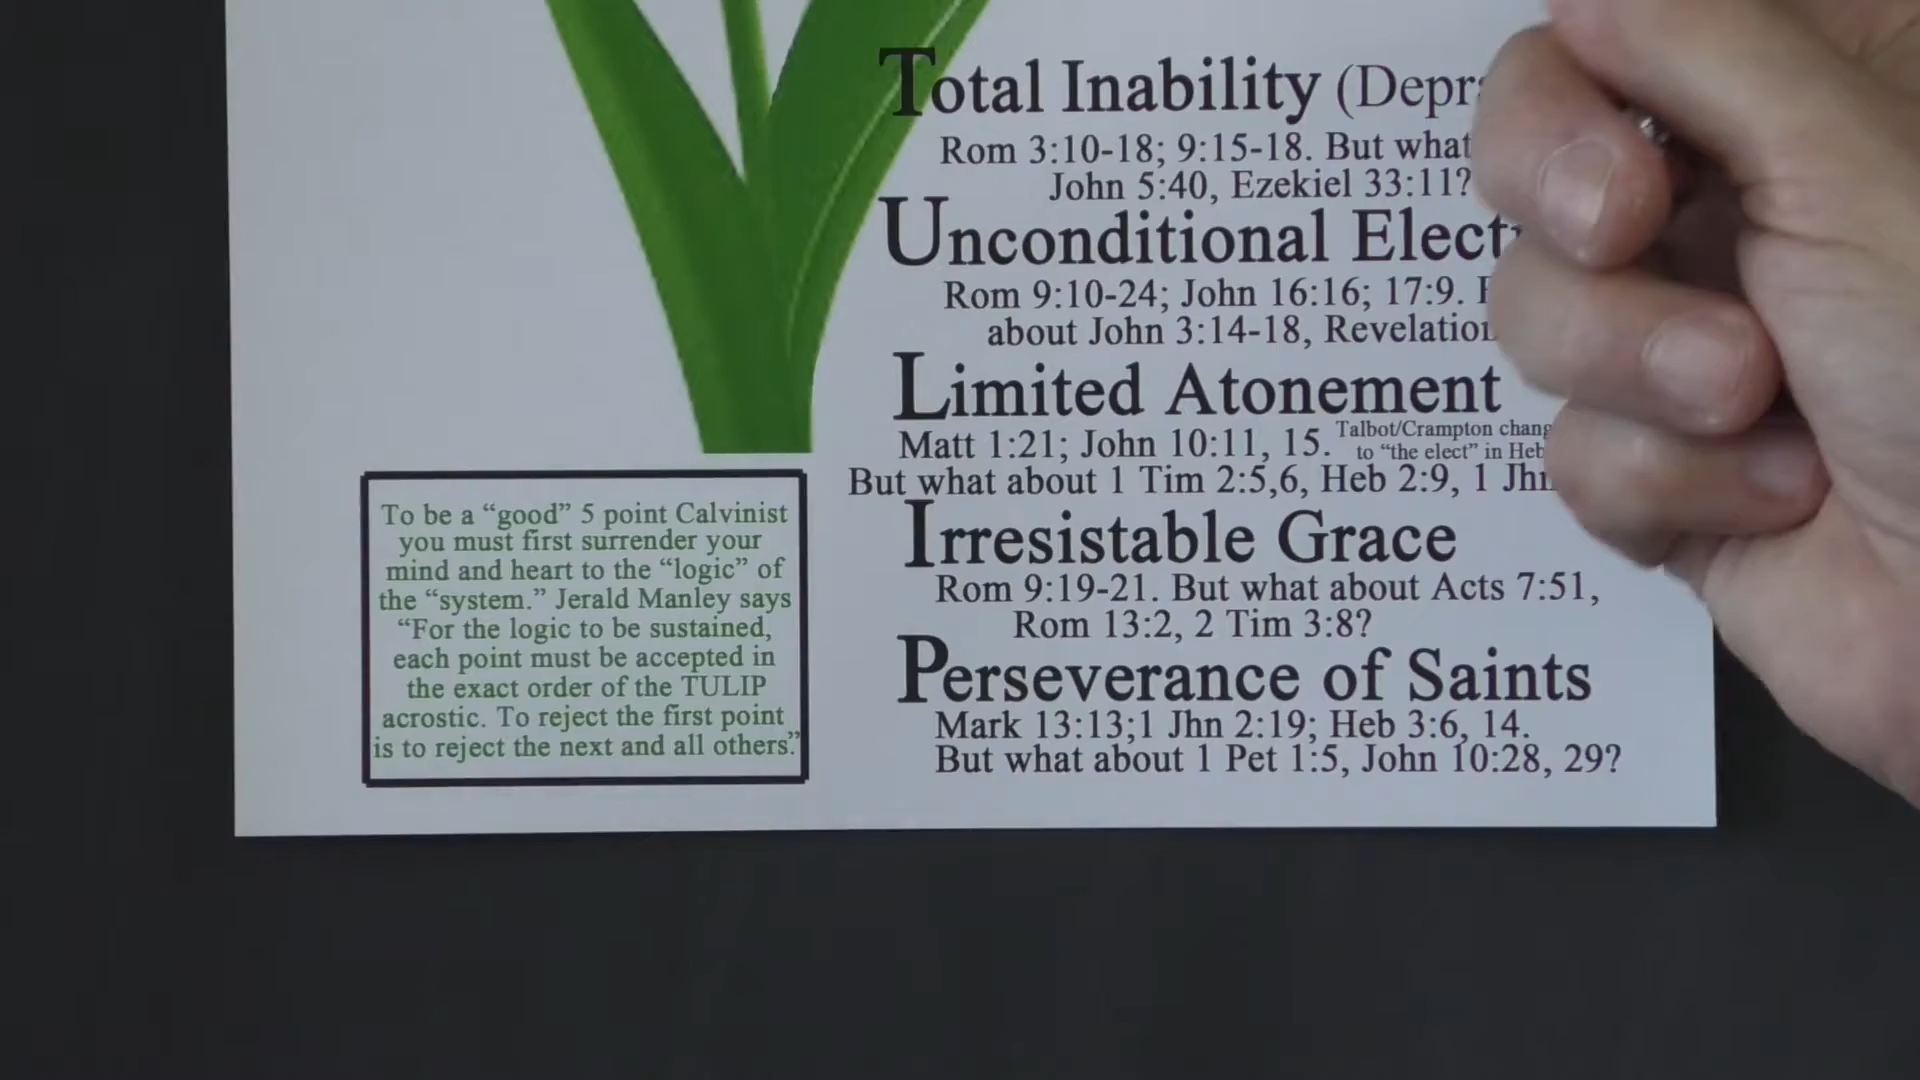 Total Inability
Rom 3:10-18; 9:15-18. But what
John 5:40, Ezekiel 33:11?
Unconditional
Rom 9:10-24; John 16:16; 17:9.
about John 3:14-18,
Limited Atonement
Matt 1:21; John 10:11, 15. Talbot/Crampton
to “the elect” in
But what about 1 Tim 2:5,6, Heb 2:9, 1
Irresistable Grace
Rom 9:19-21. But what about Acts 7:51,
Rom 13:2, 2 Tim 3:8?
Perseverance of Saints
Mark 13:13;1 Jhn 2:19; Heb 3:6, 14.
But what about 1 Pet 1:5, John 10:28, 29?
To be a “good” 5 point Calvinist
you must first surrender your
mind and heart to the “logic” of
the “system.” Jerald Manley says
“For the logic to be sustained,
each point must be accepted in
the exact order of the TULIP
acrostic. To reject the first point
is to reject the next and all others.”